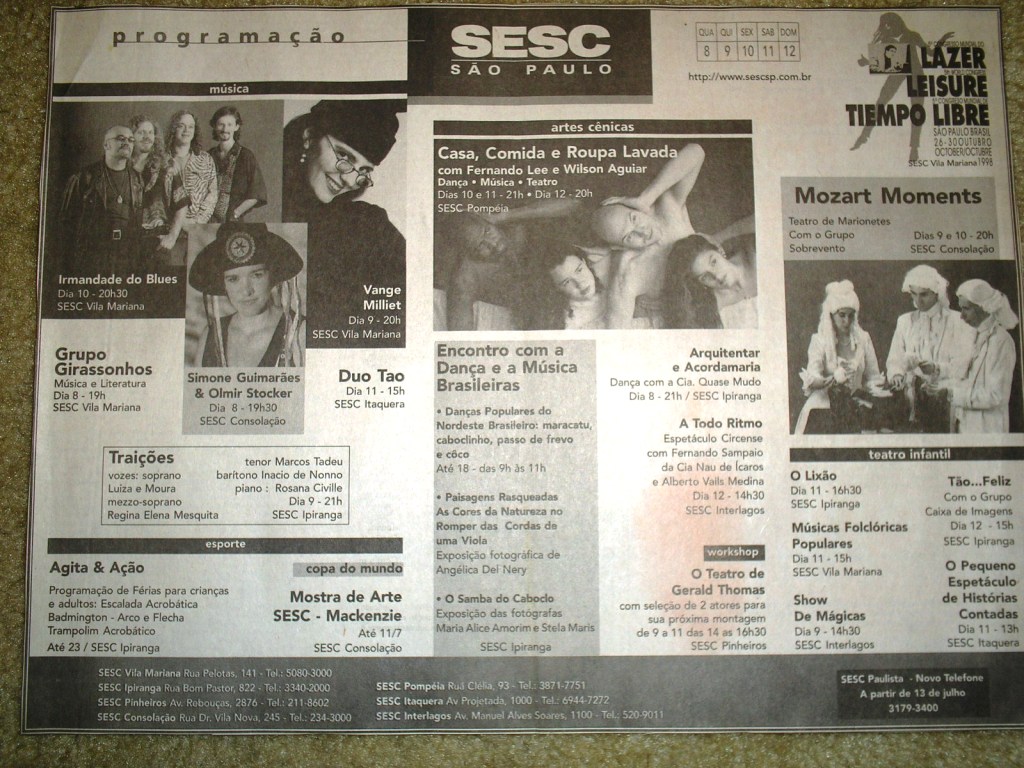 programação
SESC
SÃO PAULO
QUA QUI SEX SAB DOM
8 9 10 11 12
http://www.sescsp.com.br
LAZER
LEISURE
TIEMPO LIBRE
SÃO PAULO BRASIL
26-30 OUTUBRO
OCTOBER/OCTUBRE
SESC Vila Mariana 1998
música
Irmandade do Blues
Dia 10 - 20h30
SESC Vila Mariana
Vange
Milliet
Dia 9 - 20h
SESC Vila Mariana
Grupo
Girassonhos
Música e Literatura
Dia 8 - 19h
SESC Vila Mariana
Simone Guimarães
& Olmir Stocker
Dia 8 - 19h30
SESC Consolação
Duo Tao
Dia 11 - 15h
SESC Itaquera
Traições
vozes: soprano
Luiza e Moura
mezzo-soprano
Regina Elena Mesquita
tenor Marcos Tadeu
barítono Inacio de Nonno
piano : Rosana Civille
Dia 9 - 21h
SESC Ipiranga
esporte
Agita & Ação
Programação de Férias para crianças
e adultos: Escalada Acrobática
Badmington - Arco e Flecha
Trampolim Acrobático
Até 23 / SESC Ipiranga
copa do mundo
Mostra de Arte
SESC - Mackenzie
Até 11/7
SESC Consolação
artes cênicas
Casa, Comida e Roupa Lavada
com Fernando Lee e Wilson Aguiar
Dança • Música • Teatro
Dias 10 e 11 - 21h • Dia 12 - 20h
SESC Pompéia
Encontro com a
Dança e a Música
Brasileiras
• Danças Populares do
Nordeste Brasileiro: maracatu,
caboclinho, passo de frevo
e côco
Até 18 - das 9h às 11h
• Paisagens Rasqueadas
As Cores da Natureza no
Romper das Cordas de
uma Viola
Exposição fotográfica de
Angélica Del Nery
• O Samba do Caboclo
Exposição das fotógrafas
Maria Alice Amorim e Stela Maris
SESC Ipiranga
Arquitentar
e Acordamaria
Dança com a Cia. Quase Mudo
Dia 8 - 21h / SESC Ipiranga
A Todo Ritmo
Espetáculo Circense
com Fernando Sampaio
da Cia Nau de Ícaros
e Alberto Vails Medina
Dia 12 - 14h30
SESC Interlagos
workshop
O Teatro de
Gerald Thomas
com seleção de 2 atores para
sua próxima montagem
de 9 a 11 das 14 as 16h30
SESC Pinheiros
Mozart Moments
Teatro de Marionetes
Com o Grupo
Sobrevento
Dias 9 e 10 - 20h
SESC Consolação
teatro infantil
O Lixão
Dia 11 - 16h30
SESC Ipiranga
Músicas Folclóricas
Populares
Dia 11 - 15h
SESC Vila Mariana
Show
De Mágicas
Dia 9 - 14h30
SESC Interlagos
Tão...Feliz
Com o Grupo
Caixa de Imagens
Dia 12 - 15h
SESC Ipiranga
O Pequeno
Espetáculo
de Histórias
Contadas
Dia 11 - 13h
SESC Itaquera
SESC Vila Mariana Rua Pelotas, 141 - Tel.: 5080-3000
SESC Ipiranga Rua Bom Pastor, 822 - Tel.: 3340-2000
SESC Pinheiros Av. Rebouças, 2876 - Tel.: 211-8602
SESC Consolação Rua Dr. Vila Nova, 245 - Tel.: 234-3000
SESC Pompéia Rua Clélia, 93 - Tel.: 3871-7751
SESC Itaquera Av Projetada, 1000 - Tel.: 6944-7272
SESC Interlagos Av. Manuel Alves Soares, 1100 - Tel.: 520-9011
SESC Paulista - Novo Telefone
A partir de 13 de julho
3179-3400